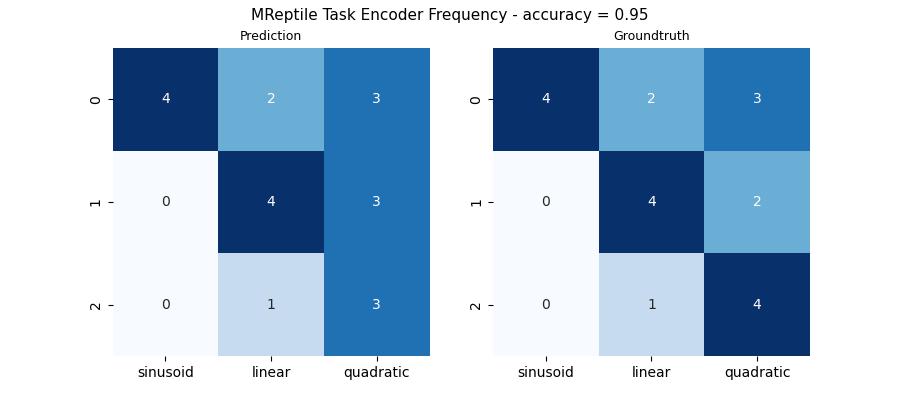 MReptile Task Encoder Frequency - accuracy = 0.95
Prediction
Groundtruth
0 4 2 3
0 4 2 3
1 0 4 3
1 0 4 2
2 0 1 3
2 0 1 4
sinusoid linear quadratic
sinusoid linear quadratic